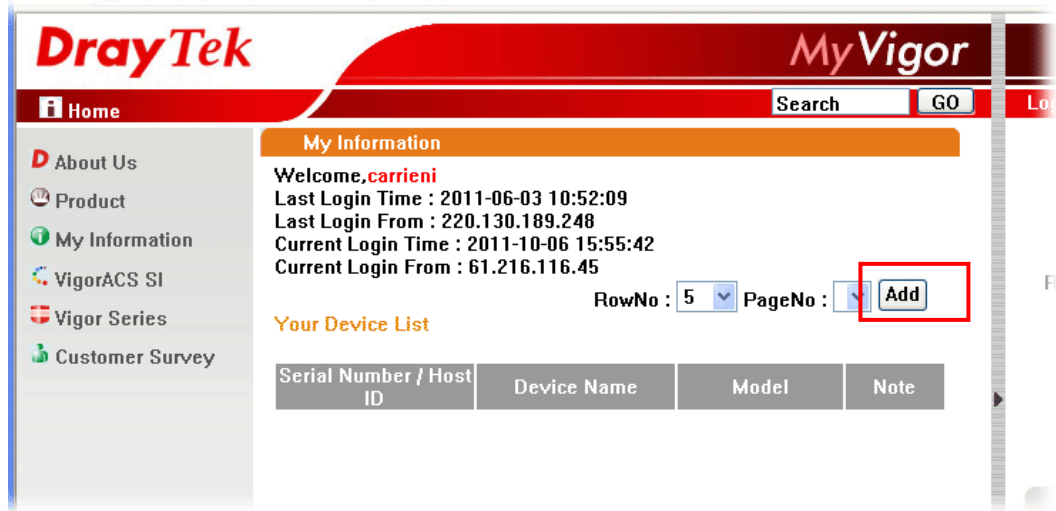 DrayTek
MyVigor
Home
Search
GO
About Us
Product
My Information
VigorACS SI
Vigor Series
Customer Survey
My Information
Welcome,carrieni
Last Login Time : 2011-06-03 10:52:09
Last Login From : 220.130.189.248
Current Login Time : 2011-10-06 15:55:42
Current Login From : 61.216.116.45
RowNo : 5 PageNo : Add
Your Device List
Serial Number / Host ID
Device Name
Model
Note